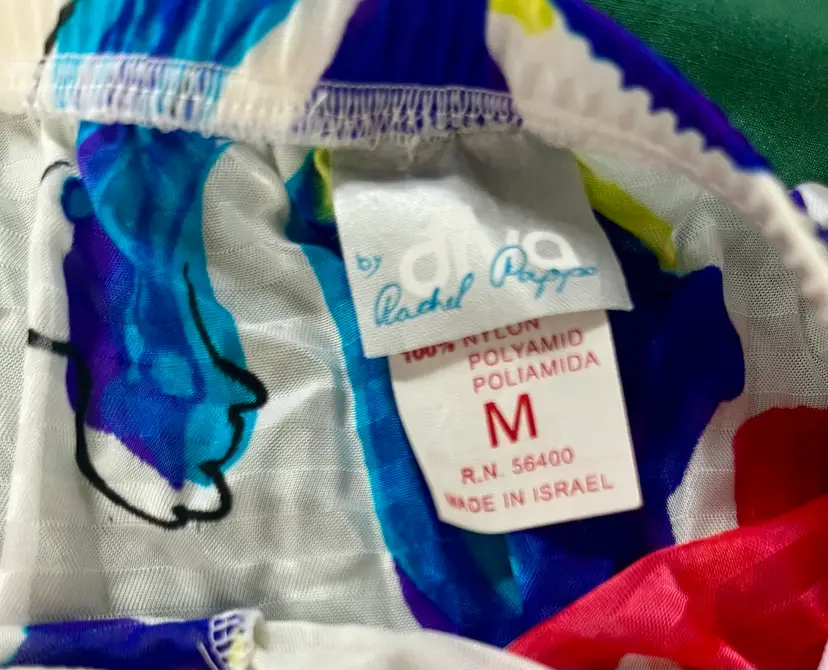 diva
by Rachel Pappo
100% NYLON
POLYAMID
POLIAMIDA
M
R.N. 56400
MADE IN ISRAEL